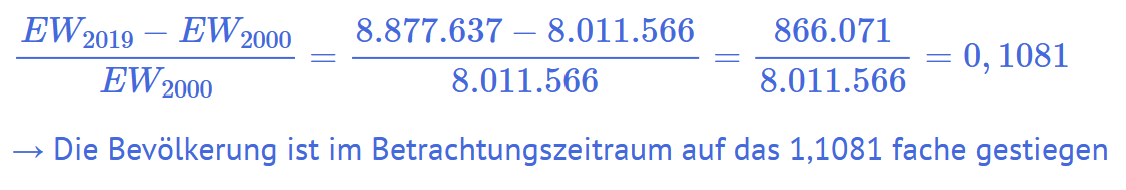 EW₂₀₁₉ − EW₂₀₀₀ / EW₂₀₀₀ = 8.877.637 − 8.011.566 / 8.011.566 = 866.071 / 8.011.566 = 0,1081
→ Die Bevölkerung ist im Betrachtungszeitraum auf das 1,1081 fache gestiegen